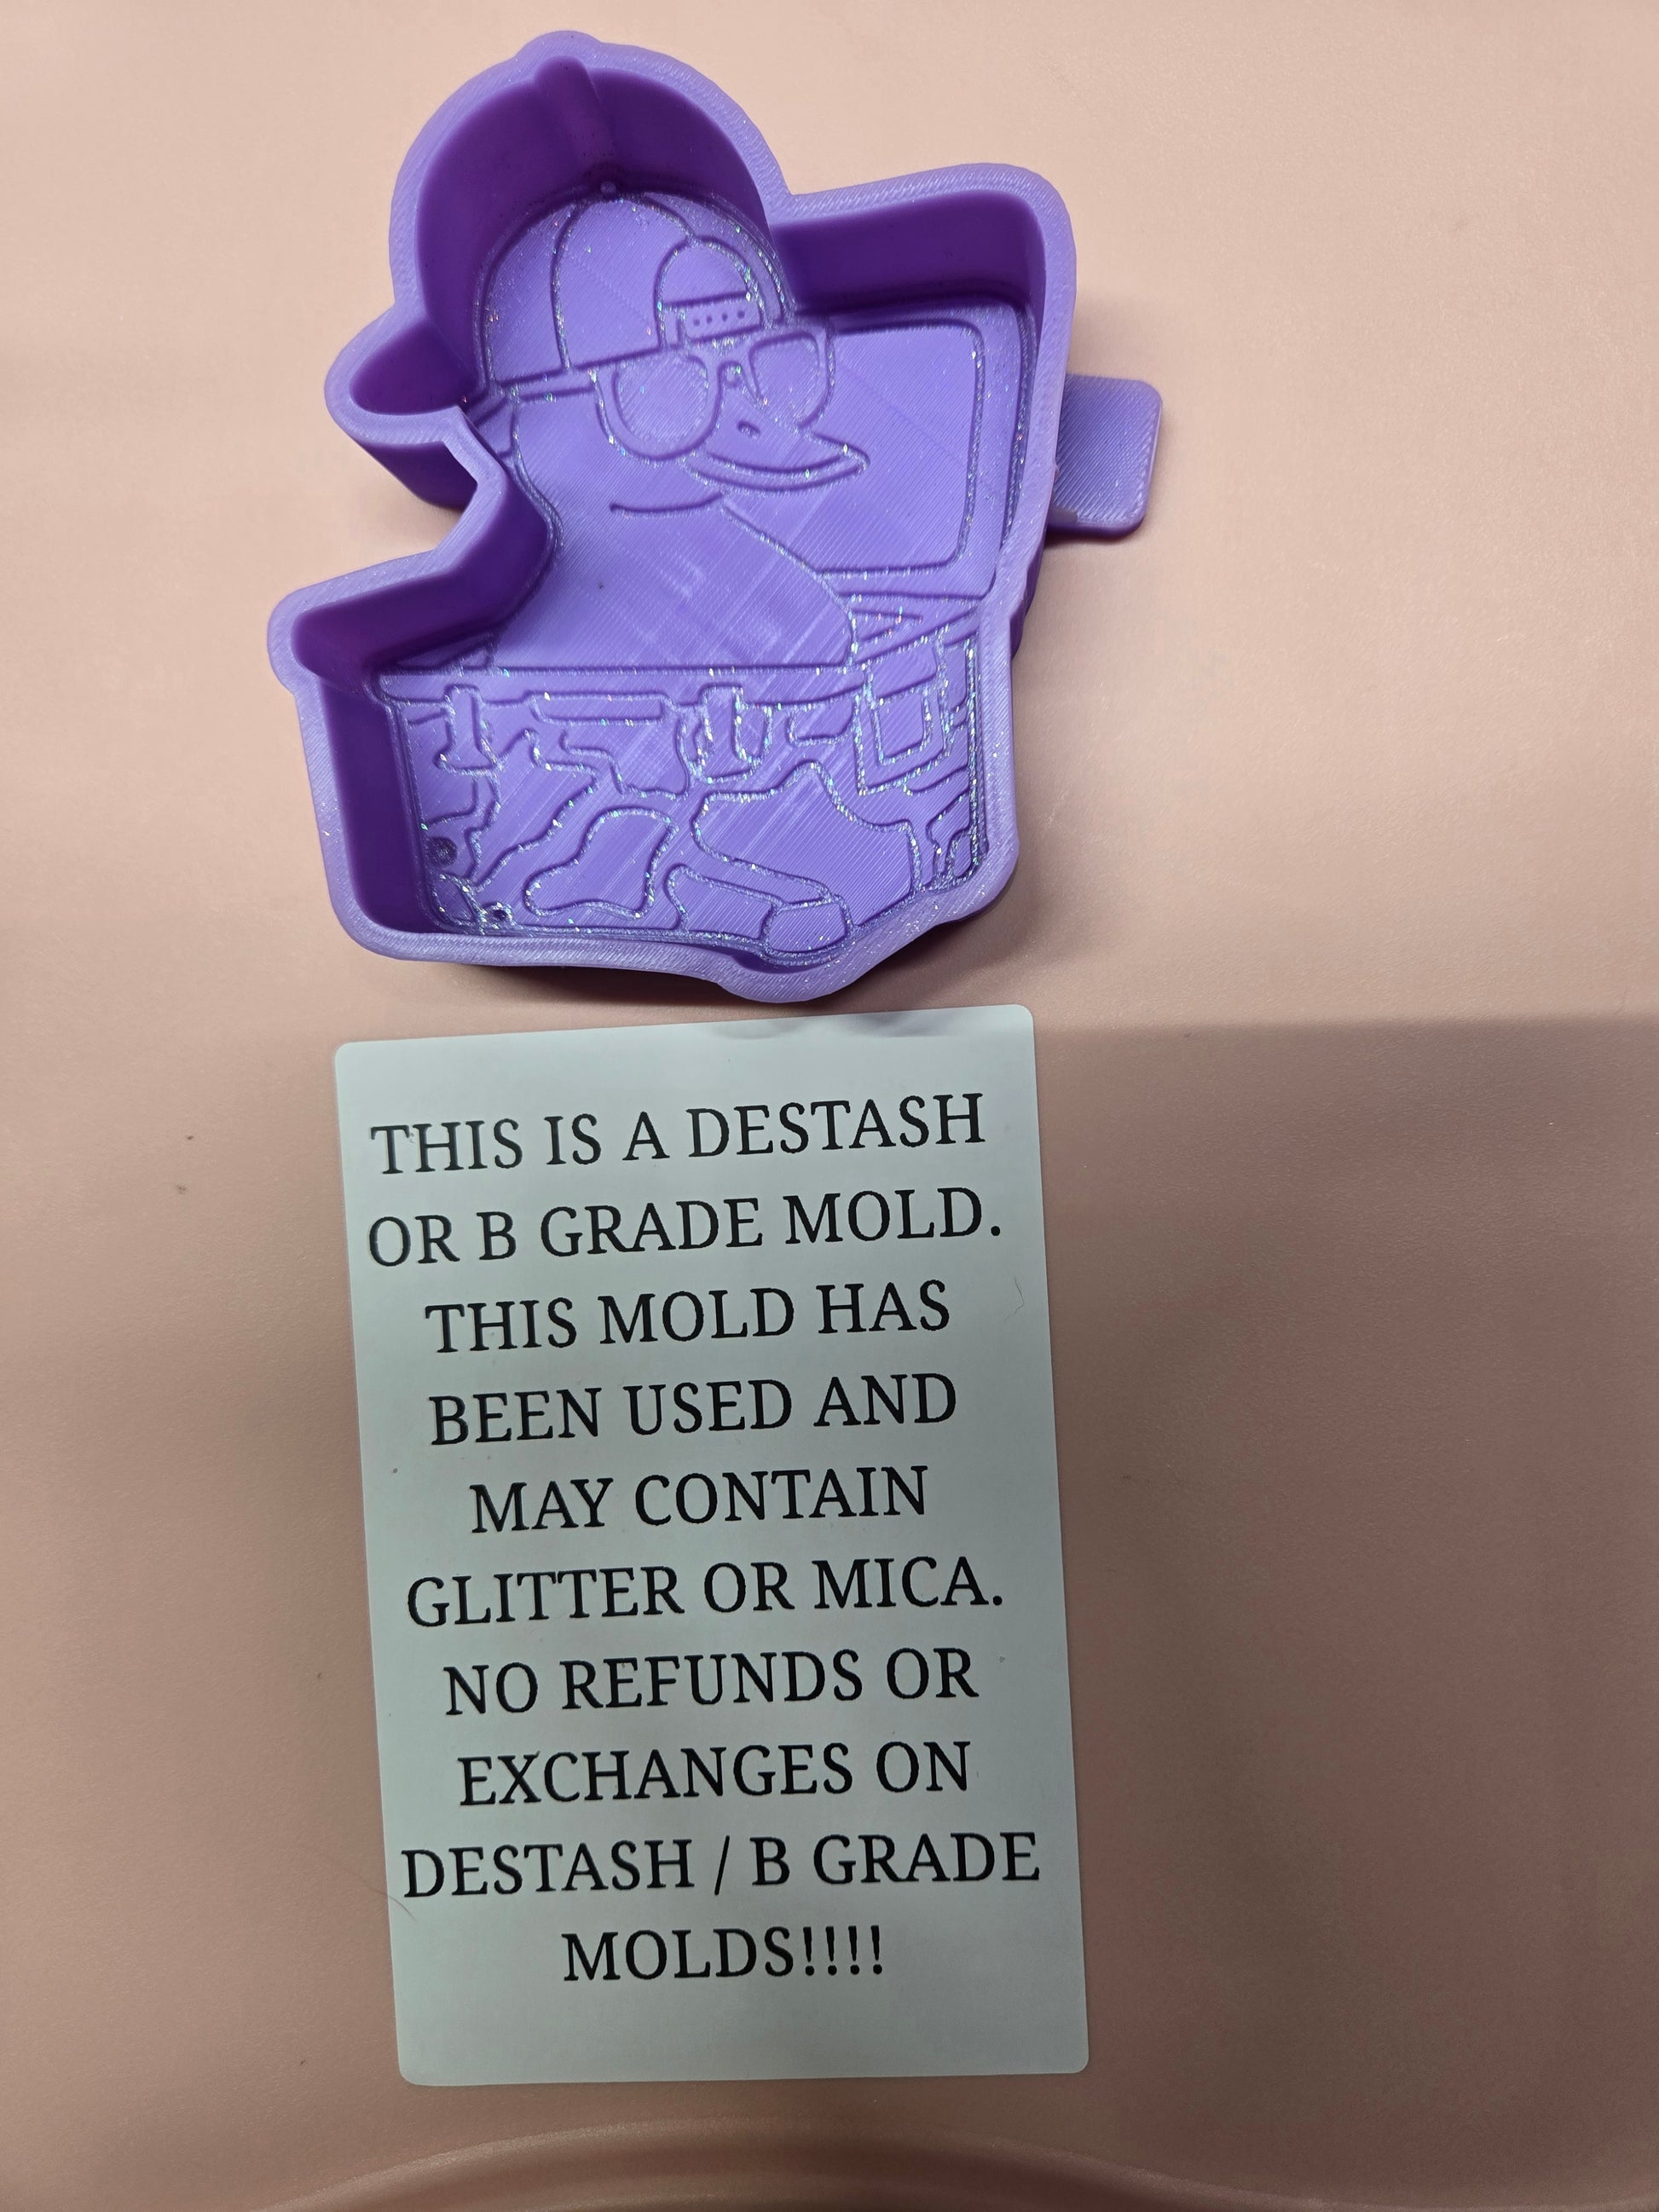 THIS IS A DESTASH
OR B GRADE MOLD.
THIS MOLD HAS
BEEN USED AND
MAY CONTAIN
GLITTER OR MICA.
NO REFUNDS OR
EXCHANGES ON
DESTASH / B GRADE
MOLDS!!!!